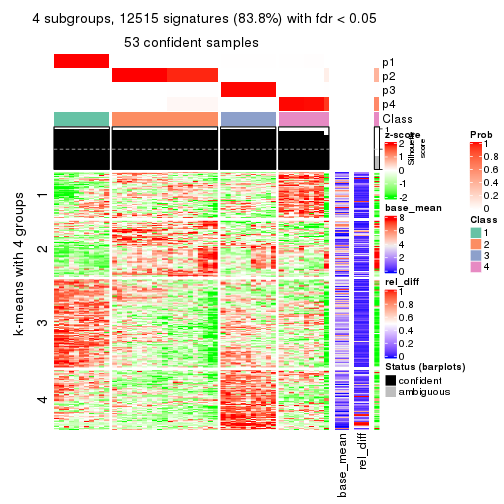 4 subgroups, 12515 signatures (83.8%) with fdr < 0.05
53 confident samples
p1
p2
p3
p4
Class
1
Silhouette
score
k-means with 4 groups
1
2
3
4
base_mean
rel_diff
z-score
2
1
0
-1
-2
base_mean
8
6
4
2
0
rel_diff
1
0.8
0.6
0.4
0.2
0
Status (barplots)
confident
ambiguous
Prob
1
0.8
0.6
0.4
0.2
0
Class
1
2
3
4